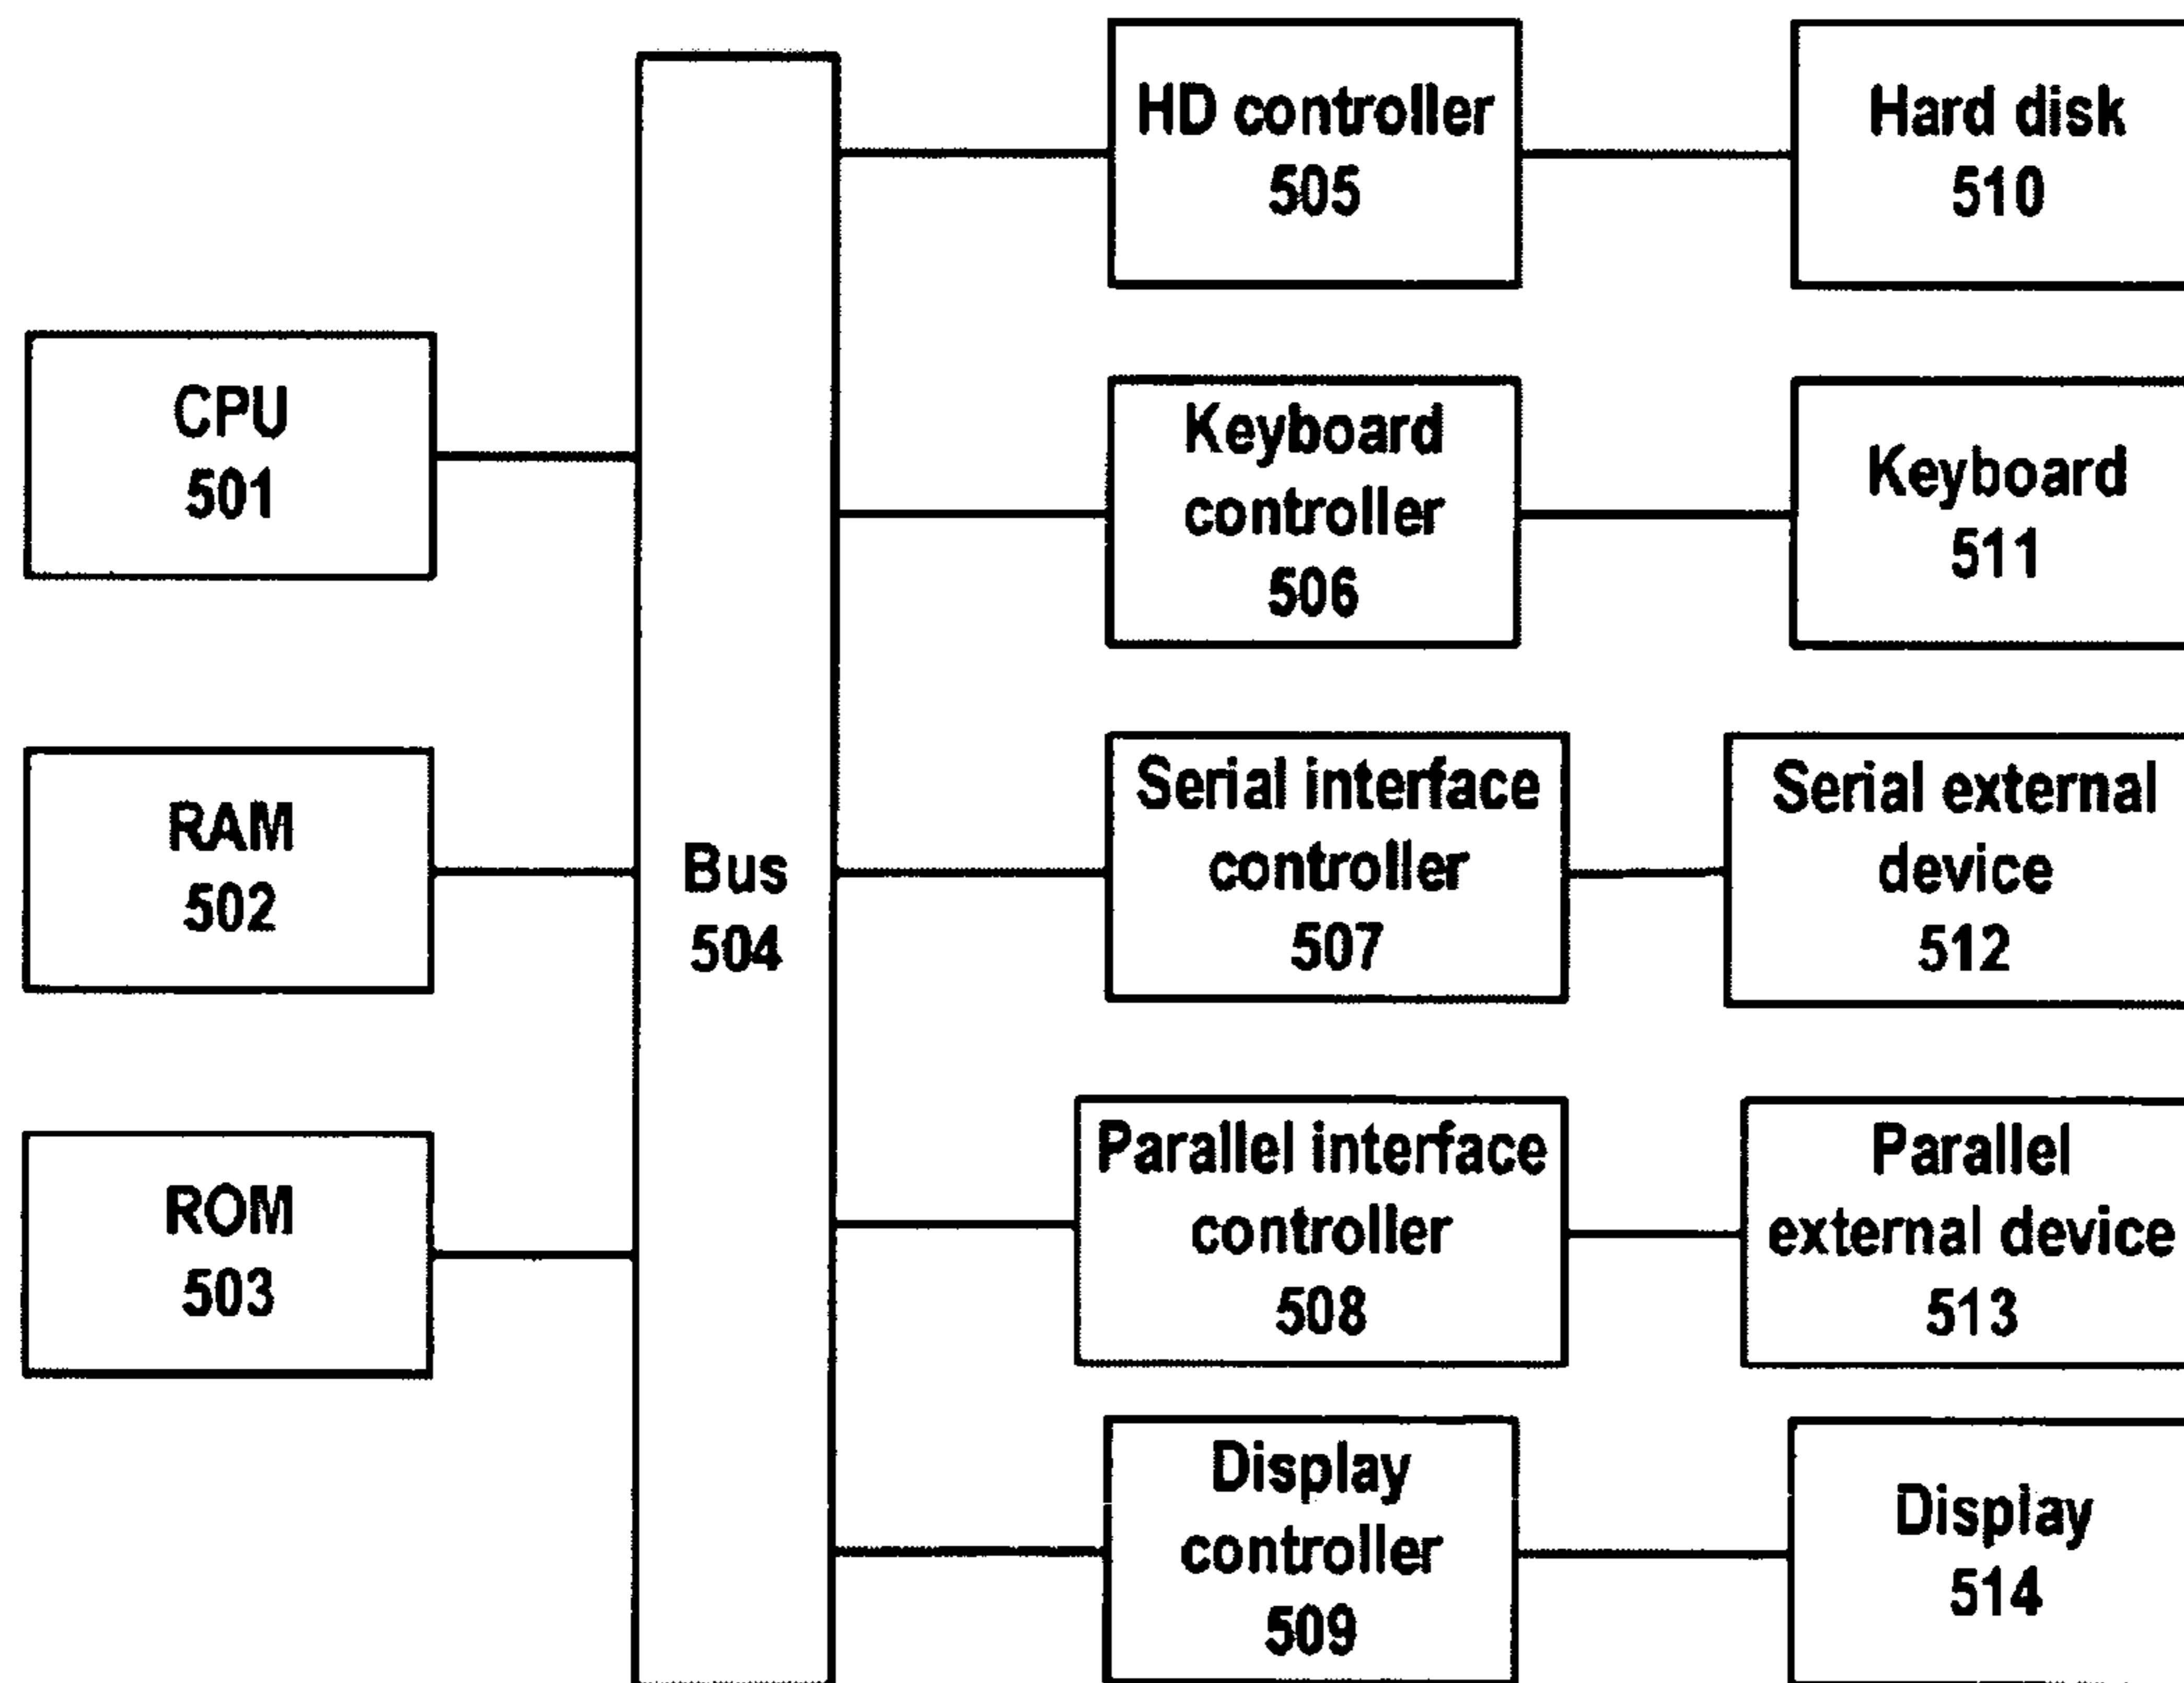 HD controller
505
Hard disk
510
CPU
501
Keyboard
controller
506
Keyboard
511
RAM
502
Bus
504
Serial interface
controller
507
Serial external
device
512
ROM
503
Parallel interface
controller
508
Parallel
external device
513
Display
controller
509
Display
514